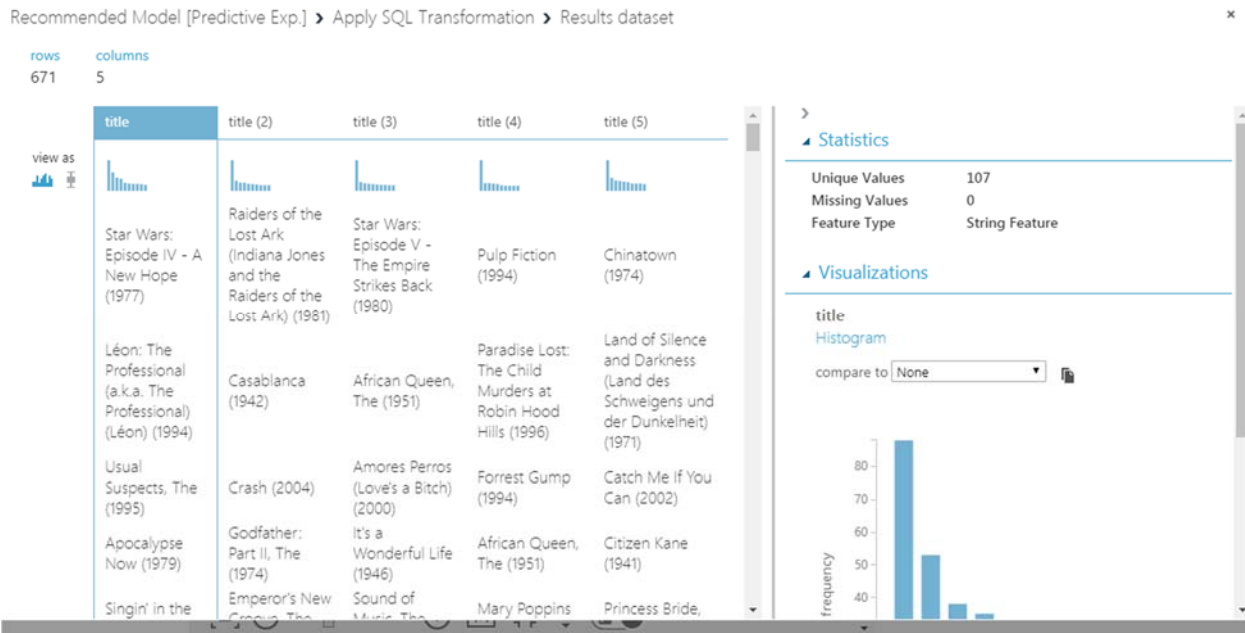 Recommended Model [Predictive Exp.] › Apply SQL Transformation › Results dataset
×
rows columns
671 5
title title (2) title (3) title (4) title (5)
view as
Star Wars:
Episode IV - A
New Hope
(1977)
Raiders of the
Lost Ark
(Indiana Jones
and the
Raiders of the
Lost Ark) (1981)
Star Wars:
Episode V -
The Empire
Strikes Back
(1980)
Pulp Fiction
(1994)
Chinatown
(1974)
Léon: The
Professional
(a.k.a. The
Professional)
(Léon) (1994)
Casablanca
(1942)
African Queen,
The (1951)
Paradise Lost:
The Child
Murders at
Robin Hood
Hills (1996)
Land of Silence
and Darkness
(Land des
Schweigens und
der Dunkelheit)
(1971)
Usual
Suspects, The
(1995)
Crash (2004)
Amores Perros
(Love's a Bitch)
(2000)
Forrest Gump
(1994)
Catch Me If You
Can (2002)
Apocalypse
Now (1979)
Godfather:
Part II, The
(1974)
It's a
Wonderful Life
(1946)
African Queen,
The (1951)
Citizen Kane
(1941)
Singin' in the
Emperor's New
Groove, The
Sound of
Music, The
Mary Poppins
Princess Bride,
Statistics
Unique Values 107
Missing Values 0
Feature Type String Feature
Visualizations
title
Histogram
compare to None
80
70
60
50
40
frequency